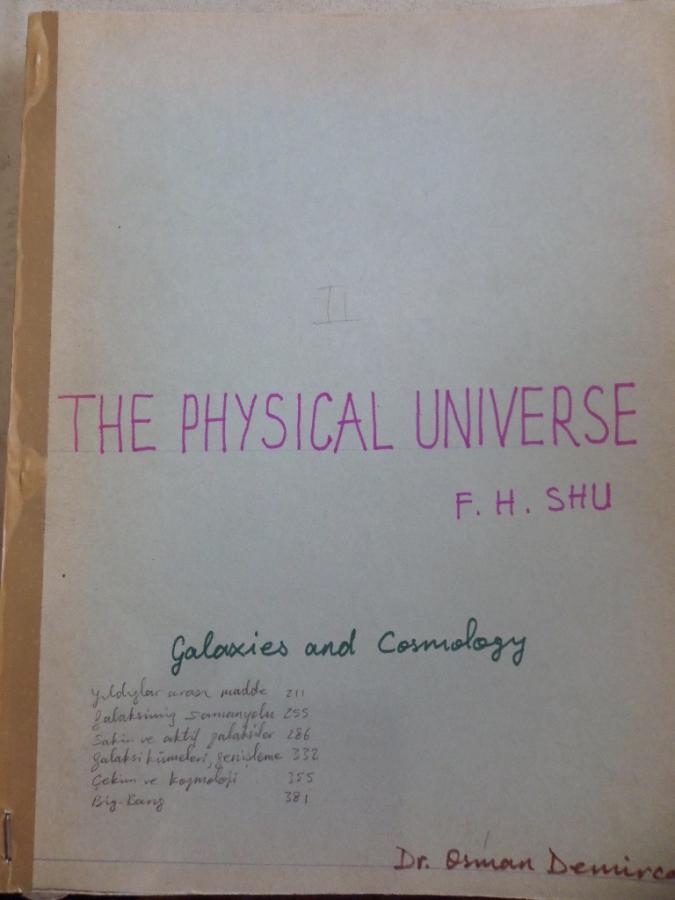 II
THE PHYSICAL UNIVERSE
F. H. SHU
Galaxies and Cosmology
Yıldızlar arası madde 211
galaksimiz samanyolu 255
Sakin ve aktif galaksiler 286
galaksi kümeleri, genişleme 332
Çekim ve kozmoloji 355
Big-Bang 381
Dr. Osman Demirca